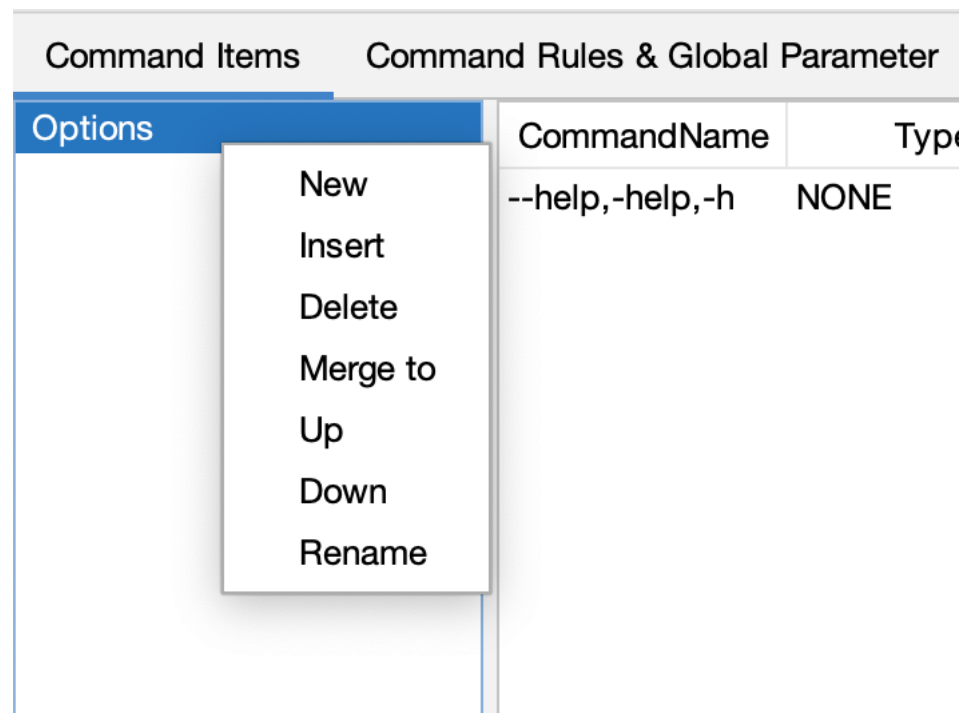 Command Items Command Rules & Global Parameter
Options
CommandName Type
--help,-help,-h NONE
New
Insert
Delete
Merge to
Up
Down
Rename